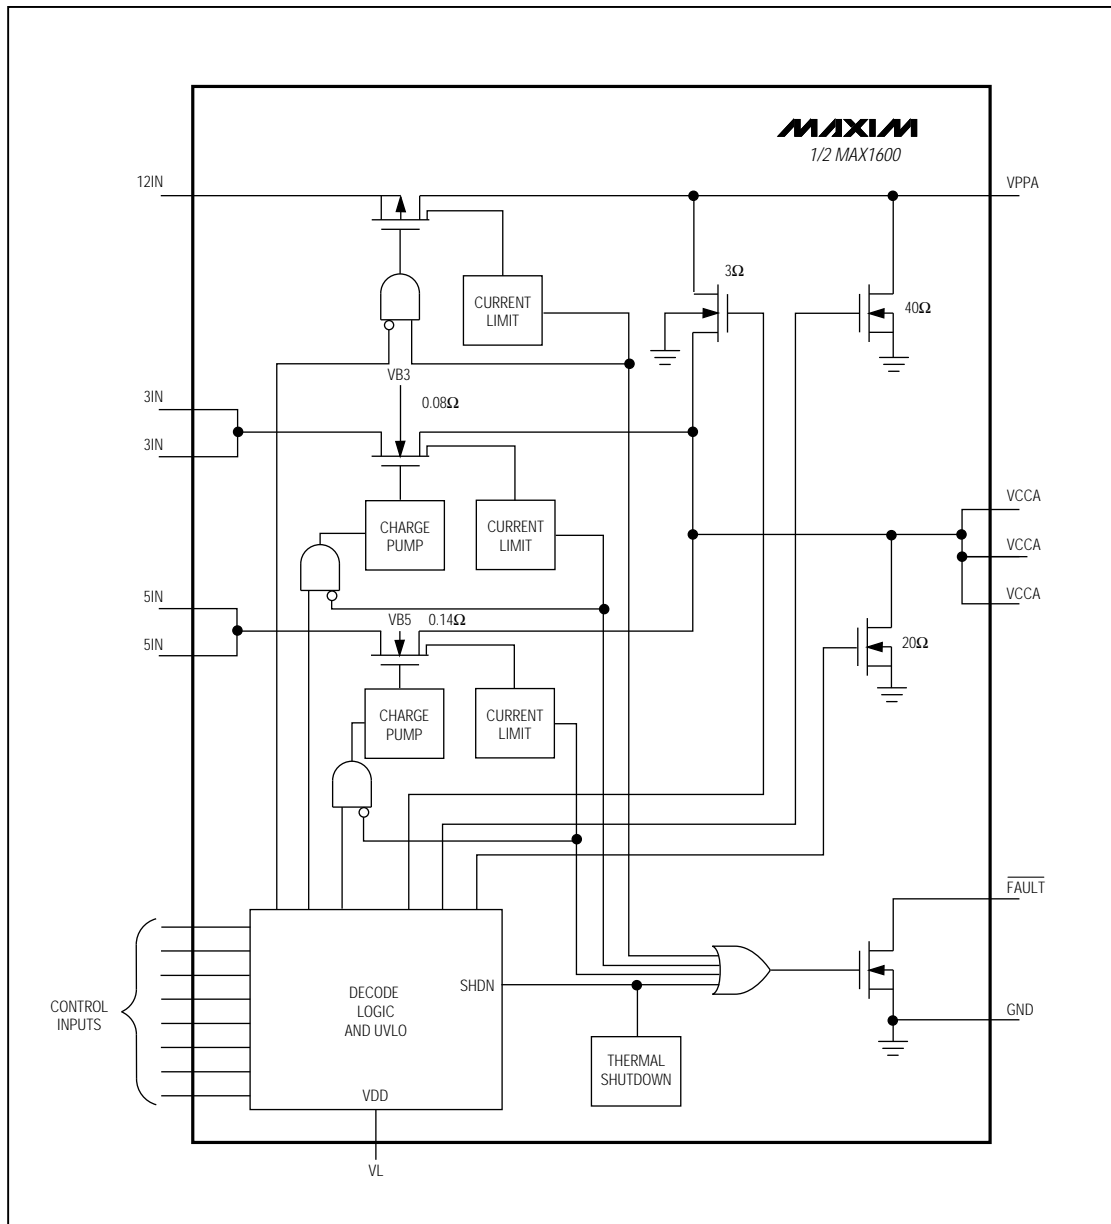 MAXIM
1/2 MAX1600
12IN
VPPA
3Ω
CURRENT
LIMIT
40Ω
VB3
3IN
0.08Ω
3IN
VCCA
CHARGE
PUMP
CURRENT
LIMIT
VCCA
5IN
VB5
0.14Ω
VCCA
5IN
20Ω
CHARGE
PUMP
CURRENT
LIMIT
FAULT
CONTROL
INPUTS
DECODE
LOGIC
AND UVLO
SHDN
GND
THERMAL
SHUTDOWN
VDD
VL